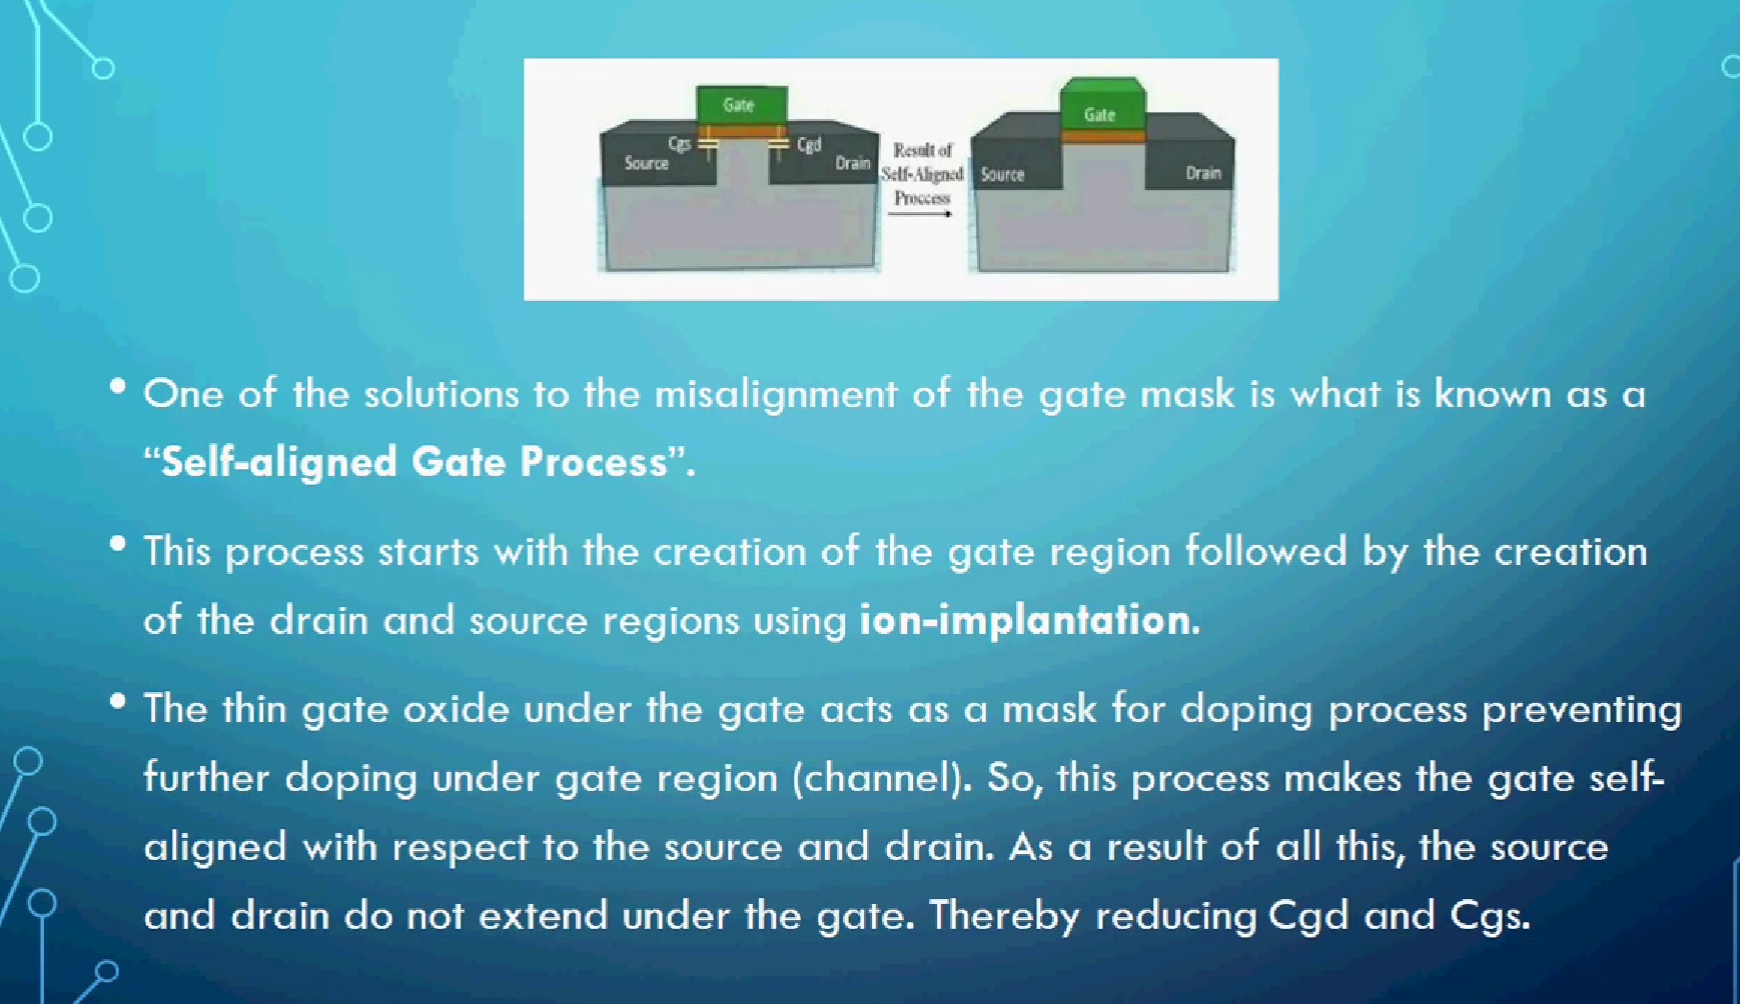 Gate
Cgs
Cgd
Source
Drain
Result of
Self-Aligned
Proccess
Gate
Source
Drain
• One of the solutions to the misalignment of the gate mask is what is known as a
“Self-aligned Gate Process”.
• This process starts with the creation of the gate region followed by the creation
of the drain and source regions using ion-implantation.
• The thin gate oxide under the gate acts as a mask for doping process preventing
further doping under gate region (channel). So, this process makes the gate self-
aligned with respect to the source and drain. As a result of all this, the source
and drain do not extend under the gate. Thereby reducing Cgd and Cgs.